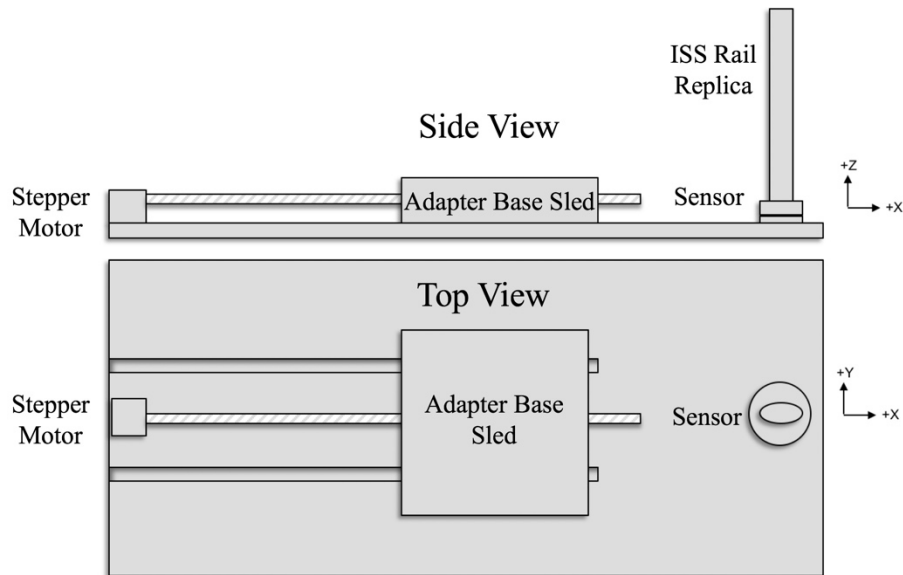 ISS Rail
Replica
Side View
Stepper
Motor
Adapter Base Sled
Sensor
+Z
+X
Top View
Stepper
Motor
Adapter Base
Sled
Sensor
+Y
+X